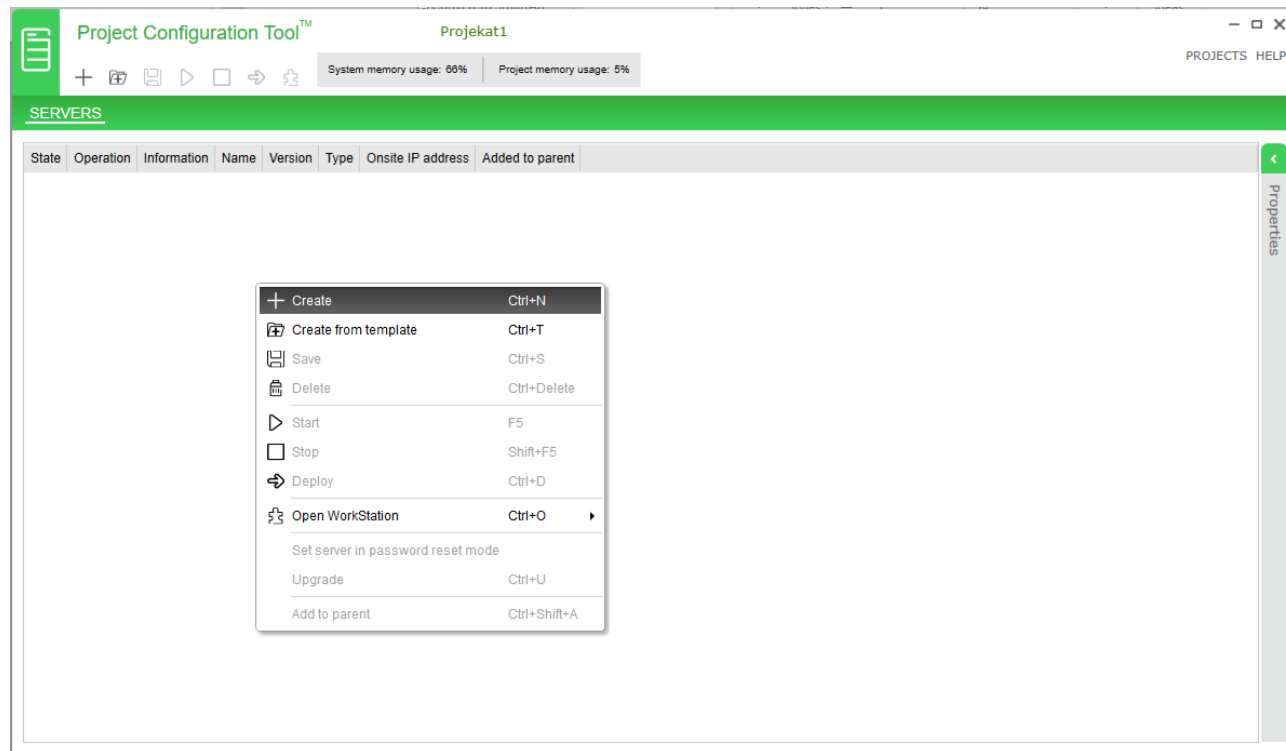 Project Configuration Tool™
Projekat1
PROJECTS HELP
System memory usage: 66% Project memory usage: 5%
SERVERS
State Operation Information Name Version Type Onsite IP address Added to parent
Properties
Create Ctrl+N
Create from template Ctrl+T
Save Ctrl+S
Delete Ctrl+Delete
Start F5
Stop Shift+F5
Deploy Ctrl+D
Open WorkStation Ctrl+O
Set server in password reset mode
Upgrade Ctrl+U
Add to parent Ctrl+Shift+A